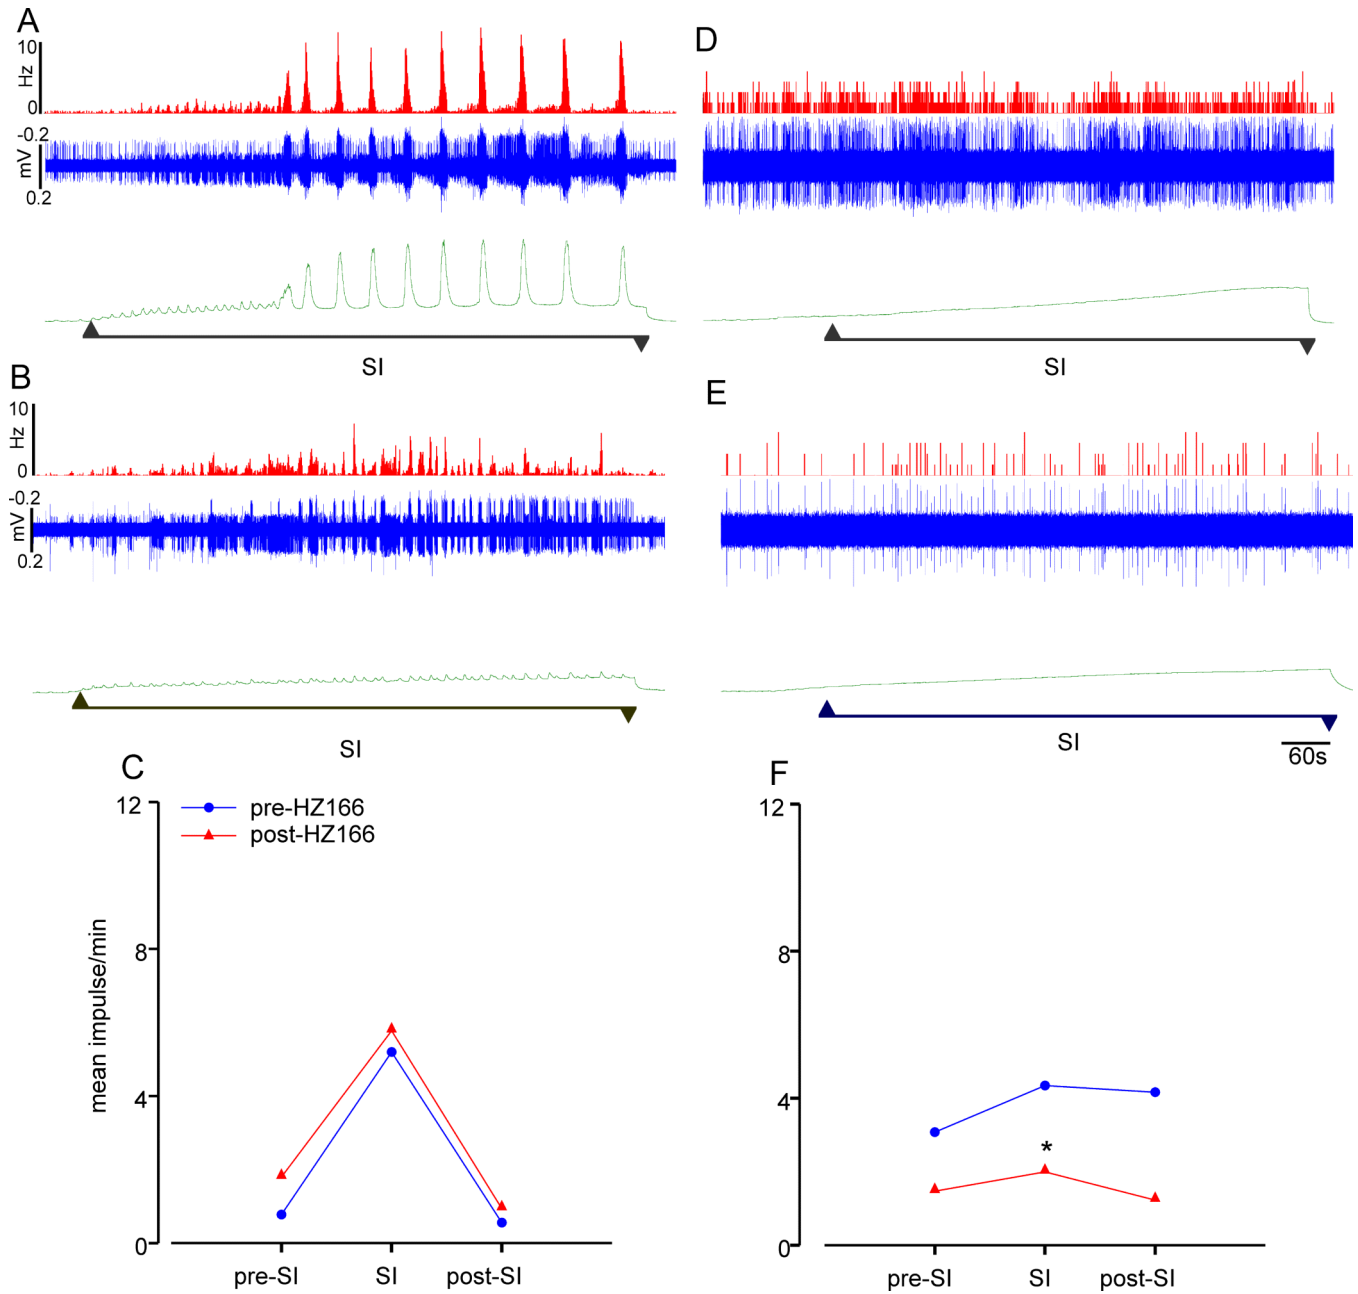 A
10
Hz
0
-0.2
mV
0.2
SI
D
SI
B
10
Hz
0
-0.2
mV
0.2
SI
E
SI
60s
C
12
8
4
0
mean impulse/min
pre-HZ166
post-HZ166
pre-SI SI post-SI
F
12
8
4
0
*
pre-SI SI post-SI